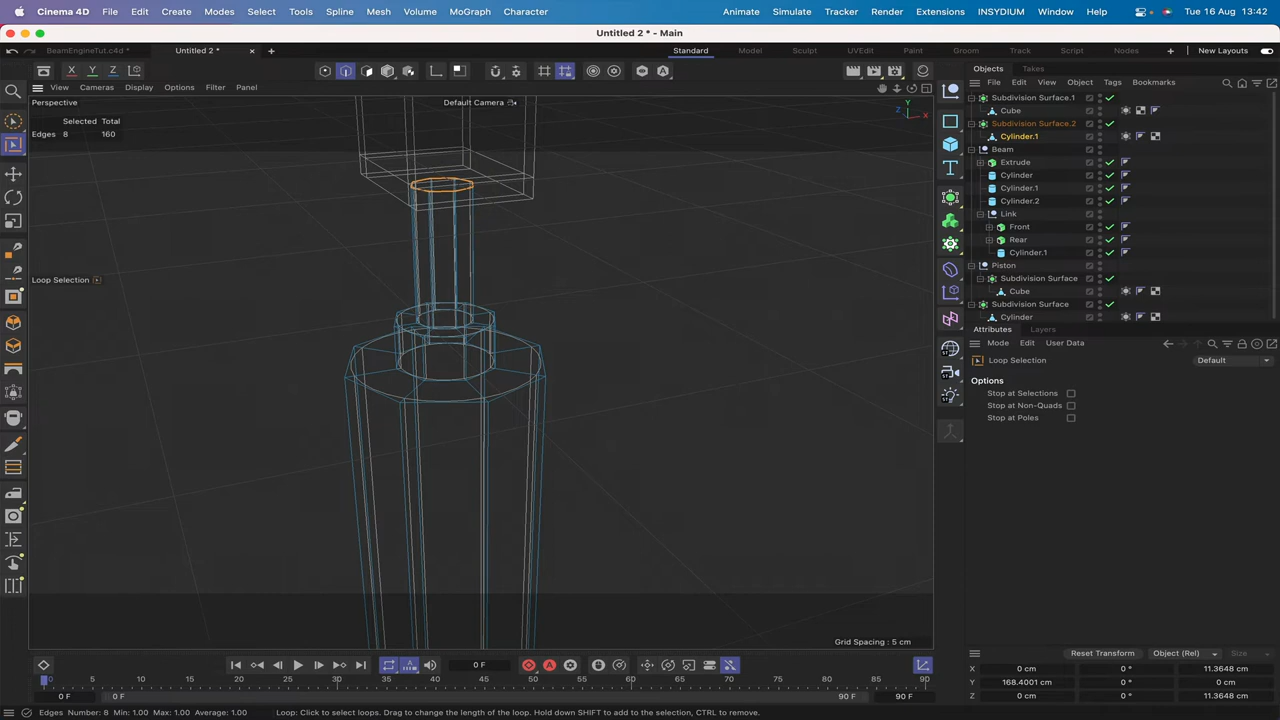 Cinema 4D File Edit Create Modes Select Tools Spline Mesh Volume MoGraph Character Animate Simulate Tracker Render Extensions INSYDIUM Window Help Tue 16 Aug 13:42
Untitled 2 * - Main
BeamEngineTut.c4d * Untitled 2 * × + Standard Model Sculpt UVEdit Paint Groom Track Script Nodes + New Layouts
X Y Z
Objects Takes
View Cameras Display Options Filter Panel
File Edit View Object Tags Bookmarks
Perspective
Default Camera
Selected Total
Edges 8 160
Y
Z X
Subdivision Surface.1
Cube
Subdivision Surface.2
Cylinder.1
Beam
Extrude
Cylinder
Cylinder.1
Cylinder.2
Link
Front
Rear
Cylinder.1
Piston
Subdivision Surface
Cube
Subdivision Surface
Cylinder
Loop Selection
Attributes Layers
Mode Edit User Data
Loop Selection
Default
Options
Stop at Selections
Stop at Non-Quads
Stop at Poles
ST
ST
ST
Grid Spacing : 5 cm
Reset Transform Object (Rel) Size
X 0 cm 0 ° 11.3648 cm
Y 168.4001 cm 0 ° 0 cm
Z 0 cm 0 ° 11.3648 cm
0 F
0 5 10 15 20 25 30 35 40 45 50 55 60 65 70 75 80 85 90
0 F 0 F 90 F 90 F
Edges Number: 8 Min: 1.00 Max: 1.00 Average: 1.00 Loop: Click to select loops. Drag to change the length of the loop. Hold down SHIFT to add to the selection, CTRL to remove.